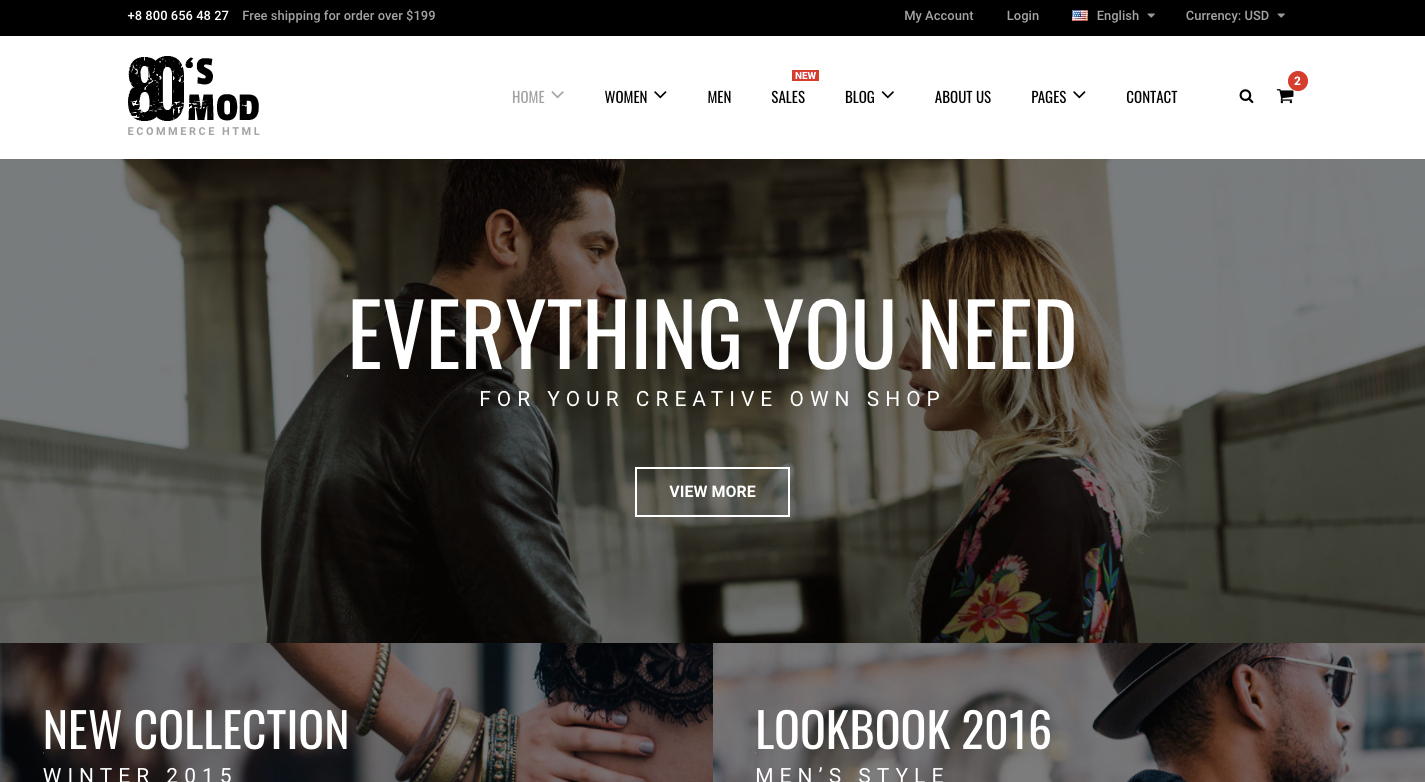 +8 800 656 48 27 Free shipping for order over $199 My Account Login English Currency: USD
80'S
MOD
ECOMMERCE HTML
HOME WOMEN MEN SALES NEW BLOG ABOUT US PAGES CONTACT 2
EVERYTHING YOU NEED
FOR YOUR CREATIVE OWN SHOP
VIEW MORE
NEW COLLECTION
WINTER 2015
LOOKBOOK 2016
MEN'S STYLE